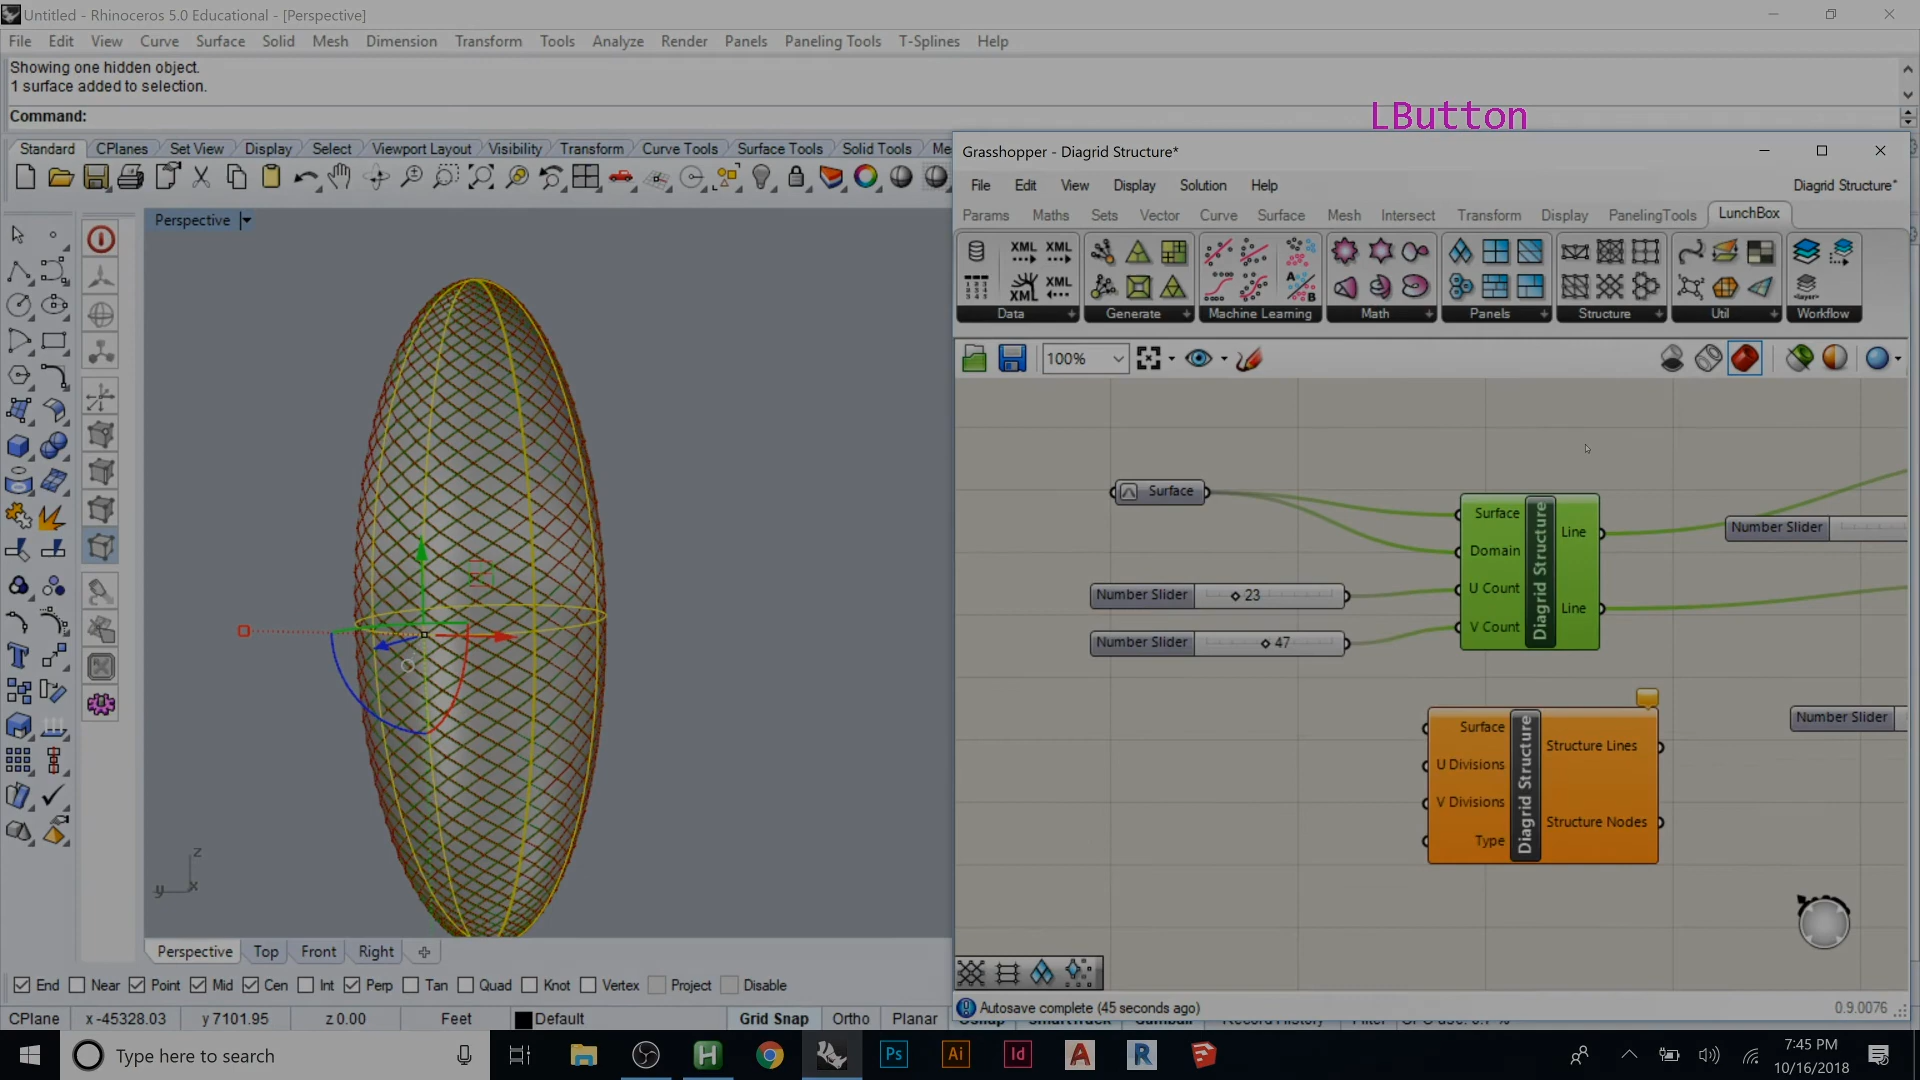 Untitled - Rhinoceros 5.0 Educational - [Perspective]
File Edit View Curve Surface Solid Mesh Dimension Transform Tools Analyze Render Panels Paneling Tools T-Splines Help
Showing one hidden object.
1 surface added to selection.
Command:
LButton
Standard CPlanes Set View Display Select Viewport Layout Visibility Transform Curve Tools Surface Tools Solid Tools Me
Grasshopper - Diagrid Structure*
File Edit View Display Solution Help Diagrid Structure*
Params Maths Sets Vector Curve Surface Mesh Intersect Transform Display PanelingTools LunchBox
XML XML
XML XML
A
B
Data Generate Machine Learning Math Panels Structure Util Workflow
Perspective
100%
Surface
Surface
Domain
U Count
V Count
Diagrid Structure
Line
Line
Number Slider
Number Slider 23
Number Slider 47
Surface
U Divisions
V Divisions
Type
Diagrid Structure
Structure Lines
Structure Nodes
Number Slider
z
y x
Perspective Top Front Right
End Near Point Mid Cen Int Perp Tan Quad Knot Vertex Project Disable
Autosave complete (45 seconds ago) 0.9.0076
CPlane x -45328.03 y 7101.95 z 0.00 Feet Default Grid Snap Ortho Planar
Type here to search
Ps Ai Id A R
7:45 PM
10/16/2018